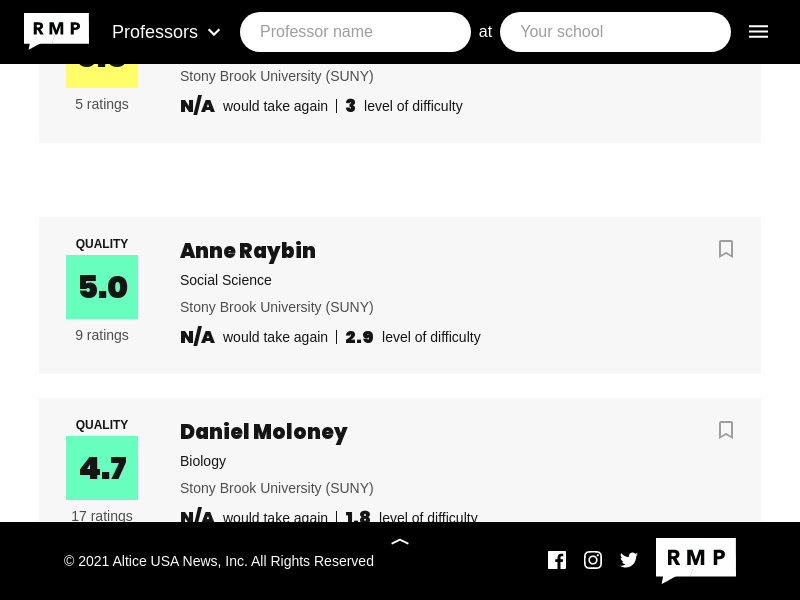 RMP
Professors
Professor name
at
Your school
Stony Brook University (SUNY)
5 ratings
N/A would take again | 3 level of difficulty
QUALITY
5.0
9 ratings
Anne Raybin
Social Science
Stony Brook University (SUNY)
N/A would take again | 2.9 level of difficulty
QUALITY
4.7
17 ratings
Daniel Moloney
Biology
Stony Brook University (SUNY)
N/A would take again | 1.8 level of difficulty
© 2021 Altice USA News, Inc. All Rights Reserved
RMP